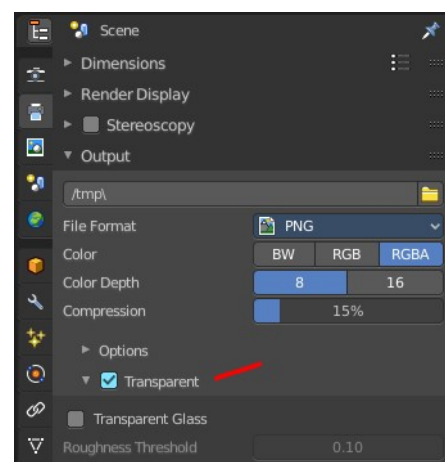 Scene
Dimensions
Render Display
Stereoscopy
Output
/tmp\
File Format PNG
Color BW RGB RGBA
Color Depth 8 16
Compression 15%
Options
Transparent
Transparent Glass
Roughness Threshold 0.10